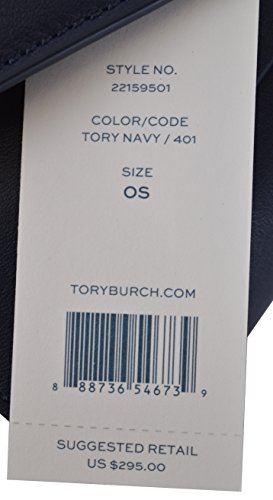 STYLE NO.
22159501
COLOR/CODE
TORY NAVY / 401
SIZE
OS
TORYBURCH.COM
8 88736 54673 9
SUGGESTED RETAIL
US $295.00